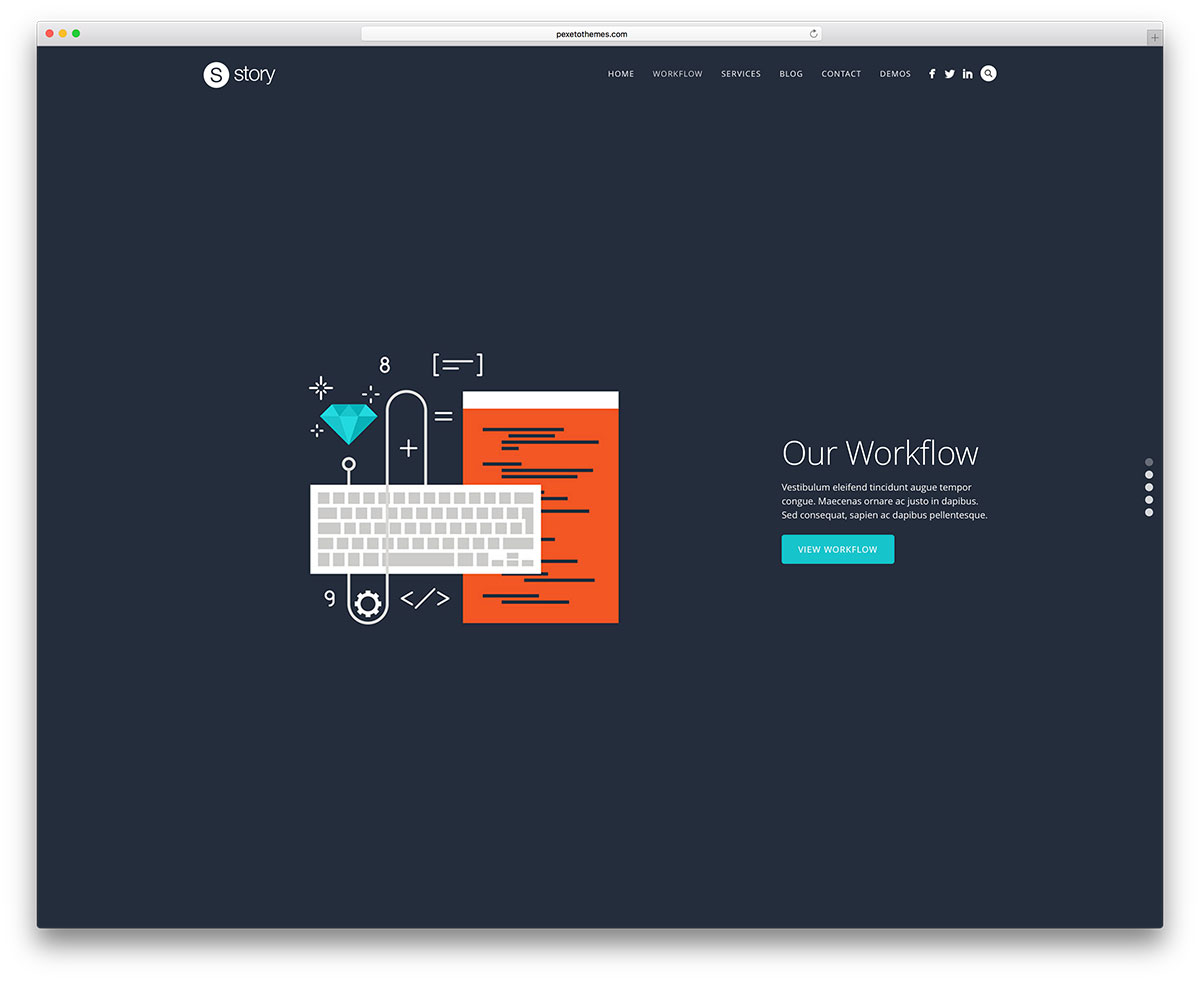 pexetothemes.com
S story
HOME WORKFLOW SERVICES BLOG CONTACT DEMOS
8 [=]
+ =
Our Workflow
Vestibulum eleifend tincidunt augue tempor
congue. Maecenas ornare ac justo in dapibus.
Sed consequat, sapien ac dapibus pellentesque.
VIEW WORKFLOW
9 </>